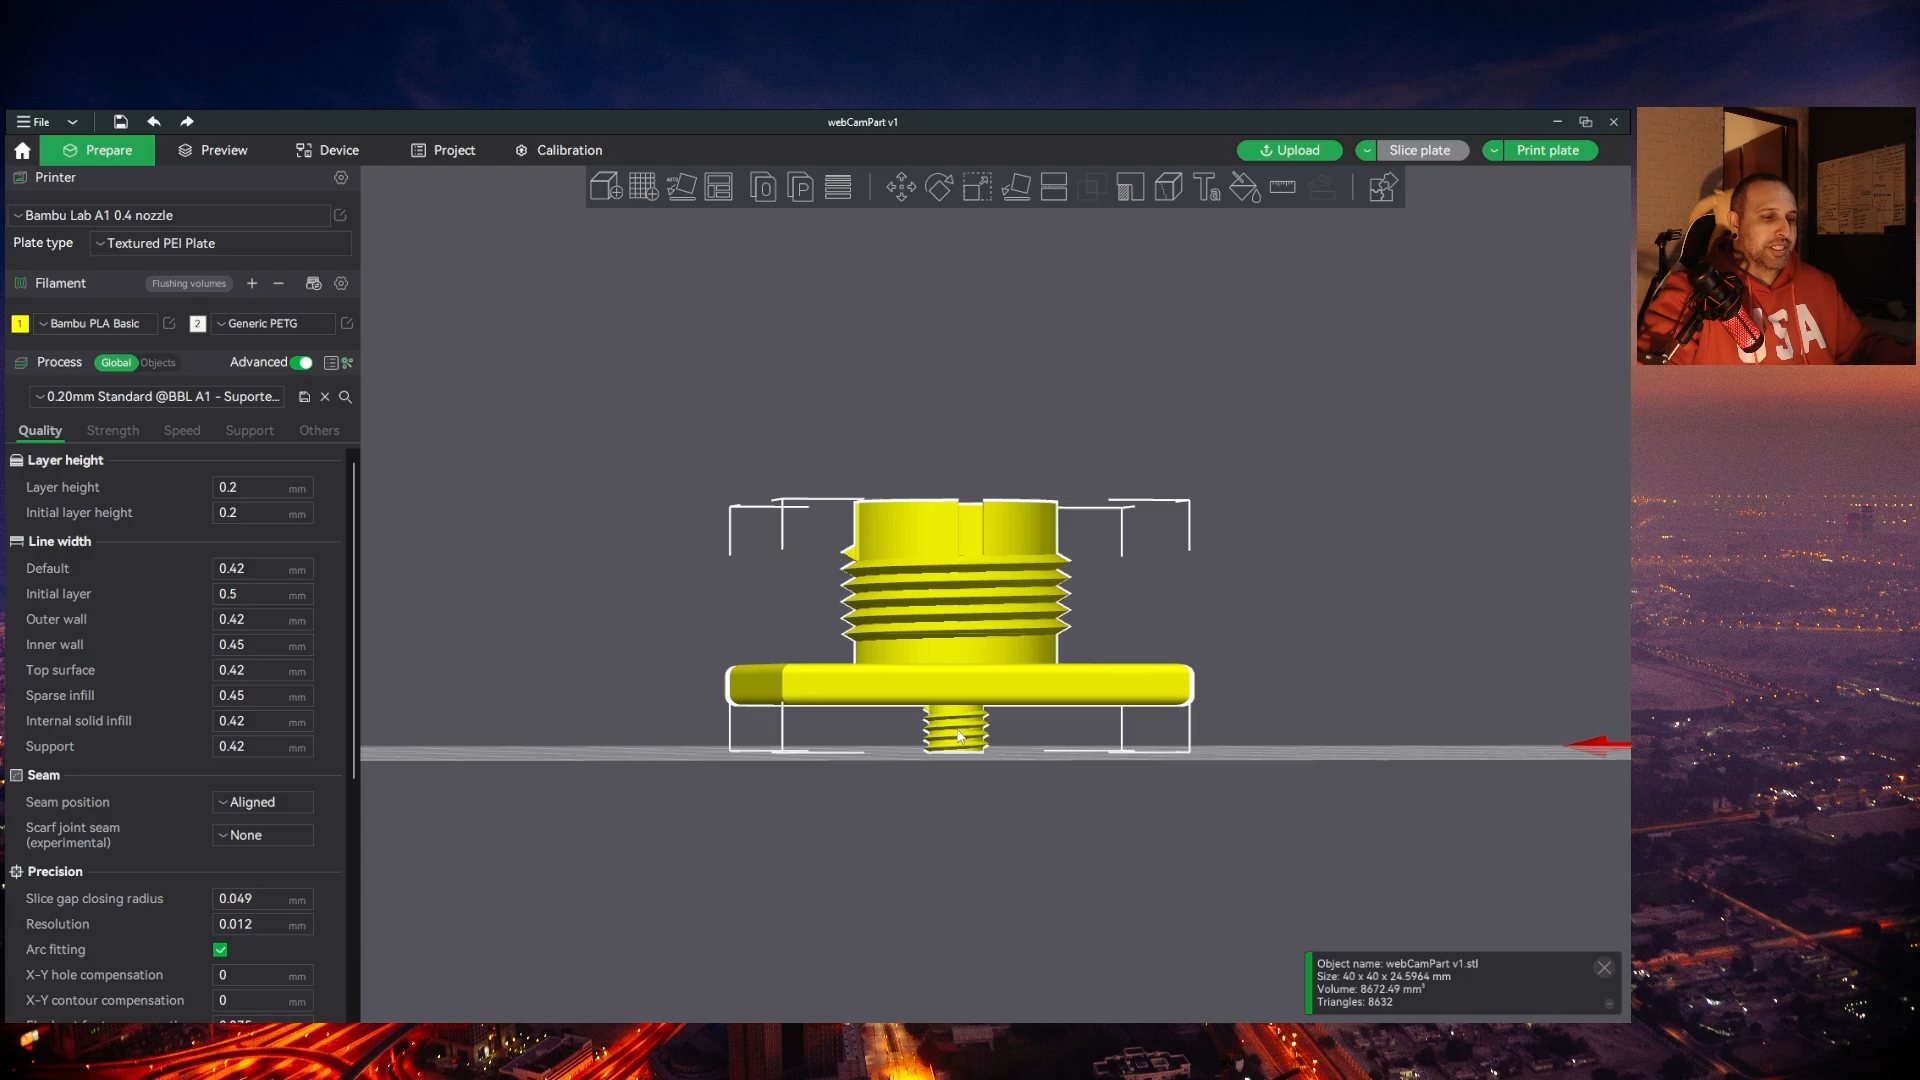 File
webCamPart v1
Prepare
Preview
Device
Project
Calibration
Upload
Slice plate
Print plate
Printer
Bambu Lab A1 0.4 nozzle
Plate type
Textured PEI Plate
Filament
Flushing volumes
1
Bambu PLA Basic
2
Generic PETG
Process
Global
Objects
Advanced
0.20mm Standard @BBL A1 - Suporte...
Quality
Strength
Speed
Support
Others
Layer height
Layer height 0.2 mm
Initial layer height 0.2 mm
Line width
Default 0.42 mm
Initial layer 0.5 mm
Outer wall 0.42 mm
Inner wall 0.45 mm
Top surface 0.42 mm
Sparse infill 0.45 mm
Internal solid infill 0.42 mm
Support 0.42 mm
Seam
Seam position Aligned
Scarf joint seam
(experimental) None
Precision
Slice gap closing radius 0.049 mm
Resolution 0.012 mm
Arc fitting
X-Y hole compensation 0 mm
X-Y contour compensation 0 mm
Object name: webCamPart v1.stl
Size: 40 x 40 x 24.5964 mm
Volume: 8672.49 mm³
Triangles: 8632
USA